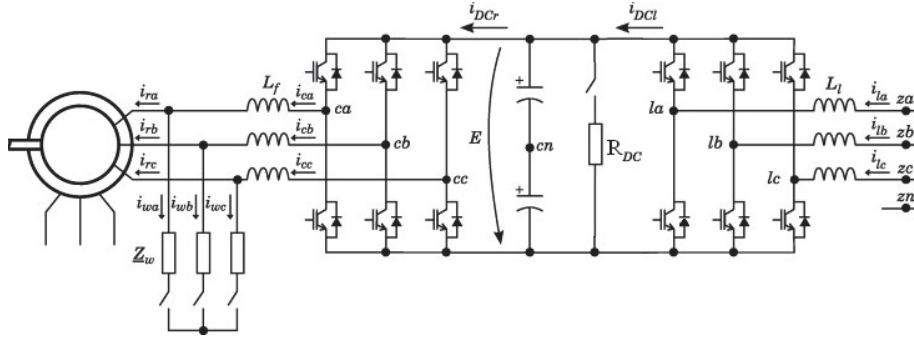 i_DCr i_DCl
i_ra L_f i_ca ca la L_l i_la za
i_rb i_cb cb E cn R_DC lb i_lb zb
i_rc i_cc cc lc i_lc zc
zn
i_wa i_wb i_wc
+
+
Z_w